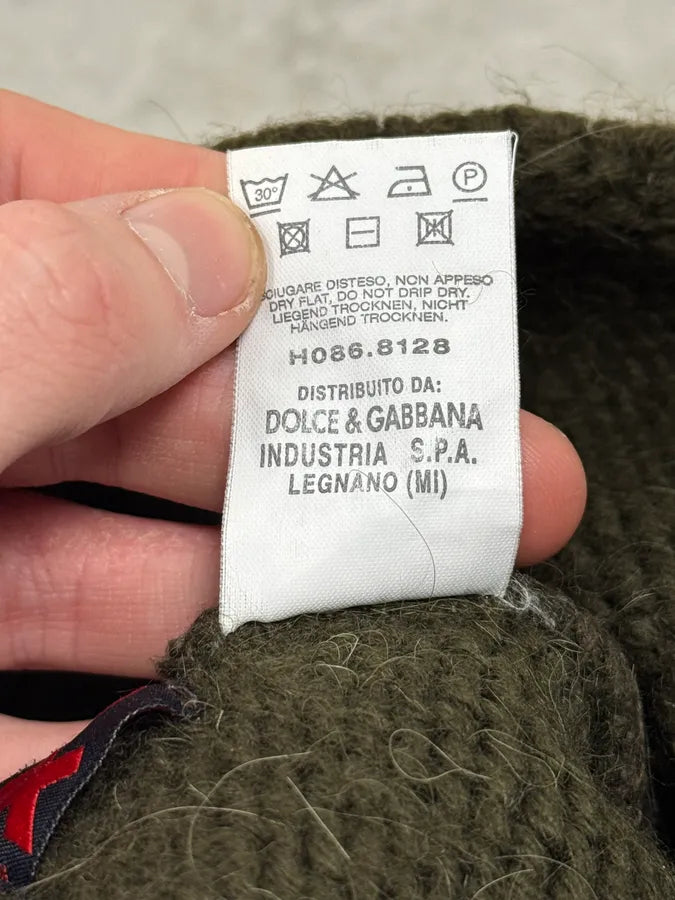 30°
P
DISTESO, NON APPESO
DRY FLAT, DO NOT DRIP DRY.
LIEGEND TROCKNEN, NICHT
HÄNGEND TROCKNEN.
H086.8128
DISTRIBUITO DA:
DOLCE & GABBANA
INDUSTRIA S.P.A.
LEGNANO (MI)